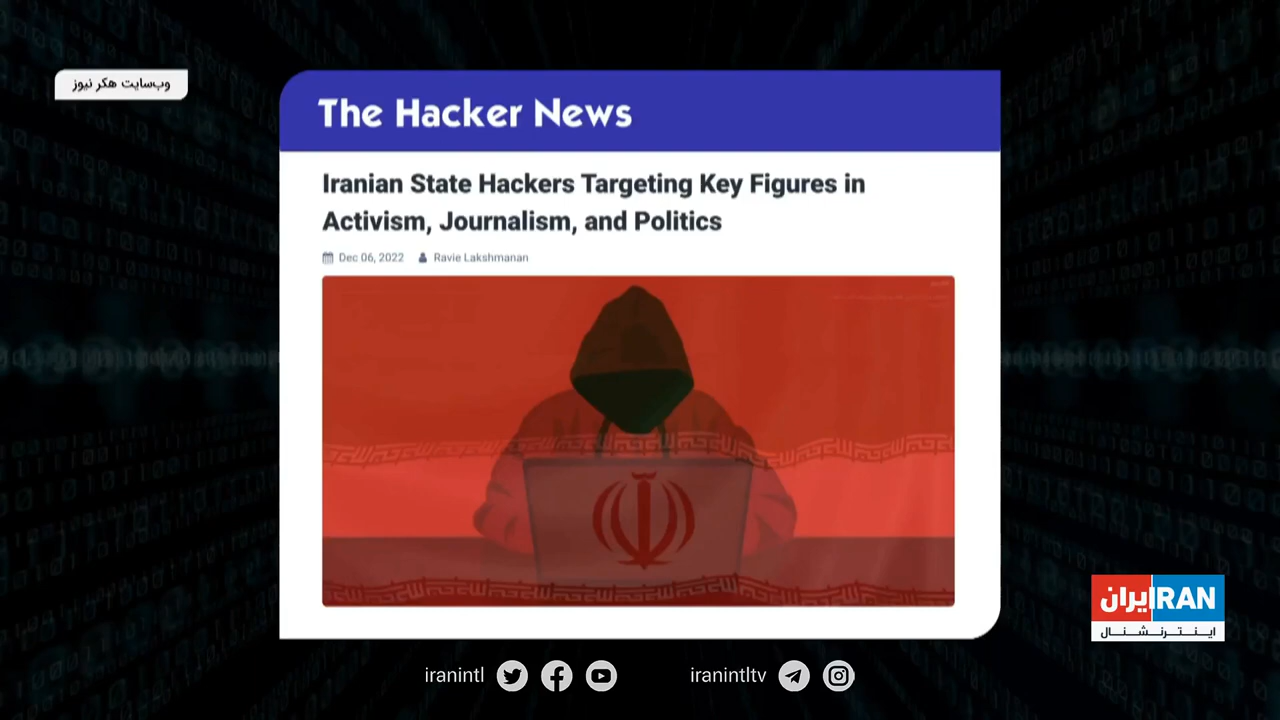 وب‌سایت هکر نیوز
The Hacker News
Iranian State Hackers Targeting Key Figures in
Activism, Journalism, and Politics
Dec 06, 2022 Ravie Lakshmanan
ایران IRAN
اینترنشنال
iranintl
iranintltv